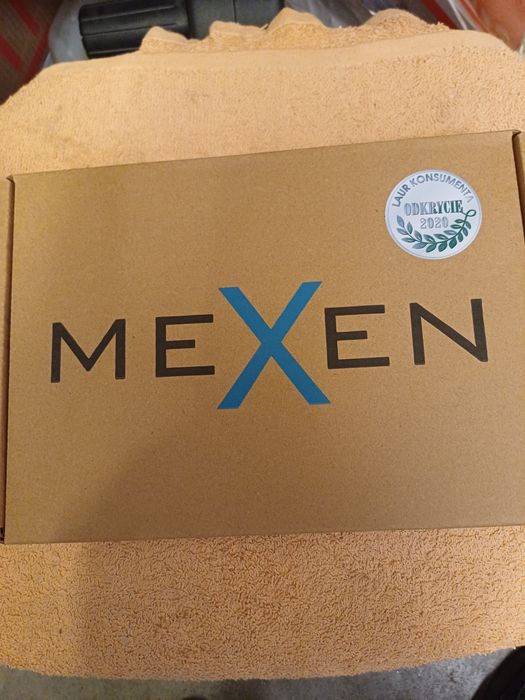 LAUR KONSUMENTA
ODKRYCIE
2020
MEXEN